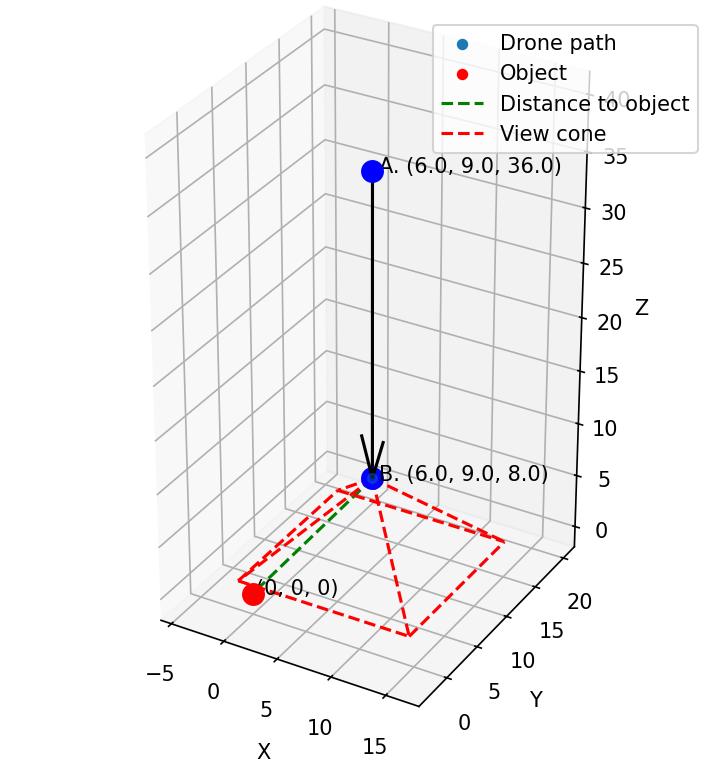 Drone path
Object
Distance to object
View cone
A. (6.0, 9.0, 36.0)
B. (6.0, 9.0, 8.0)
(0, 0, 0)
40
35
30
25
20
15
10
5
0
Z
−5
0
5
10
15
X
0
5
10
15
20
Y